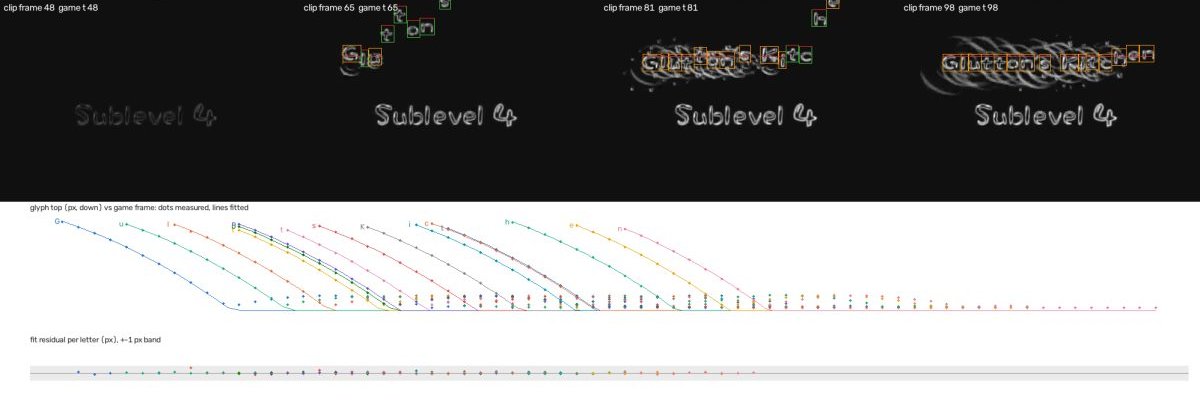 clip frame 48 game t 48
clip frame 65 game t 65
clip frame 81 game t 81
clip frame 98 game t 98
G l u
t t o n s
Gluttons K i t c
h e
Gluttons Kitchen
Sublevel 4
Sublevel 4
Sublevel 4
Sublevel 4
glyph top (px, down) vs game frame: dots measured, lines fitted
G u l t s K i c t h e n
fit residual per letter (px), +-1 px band